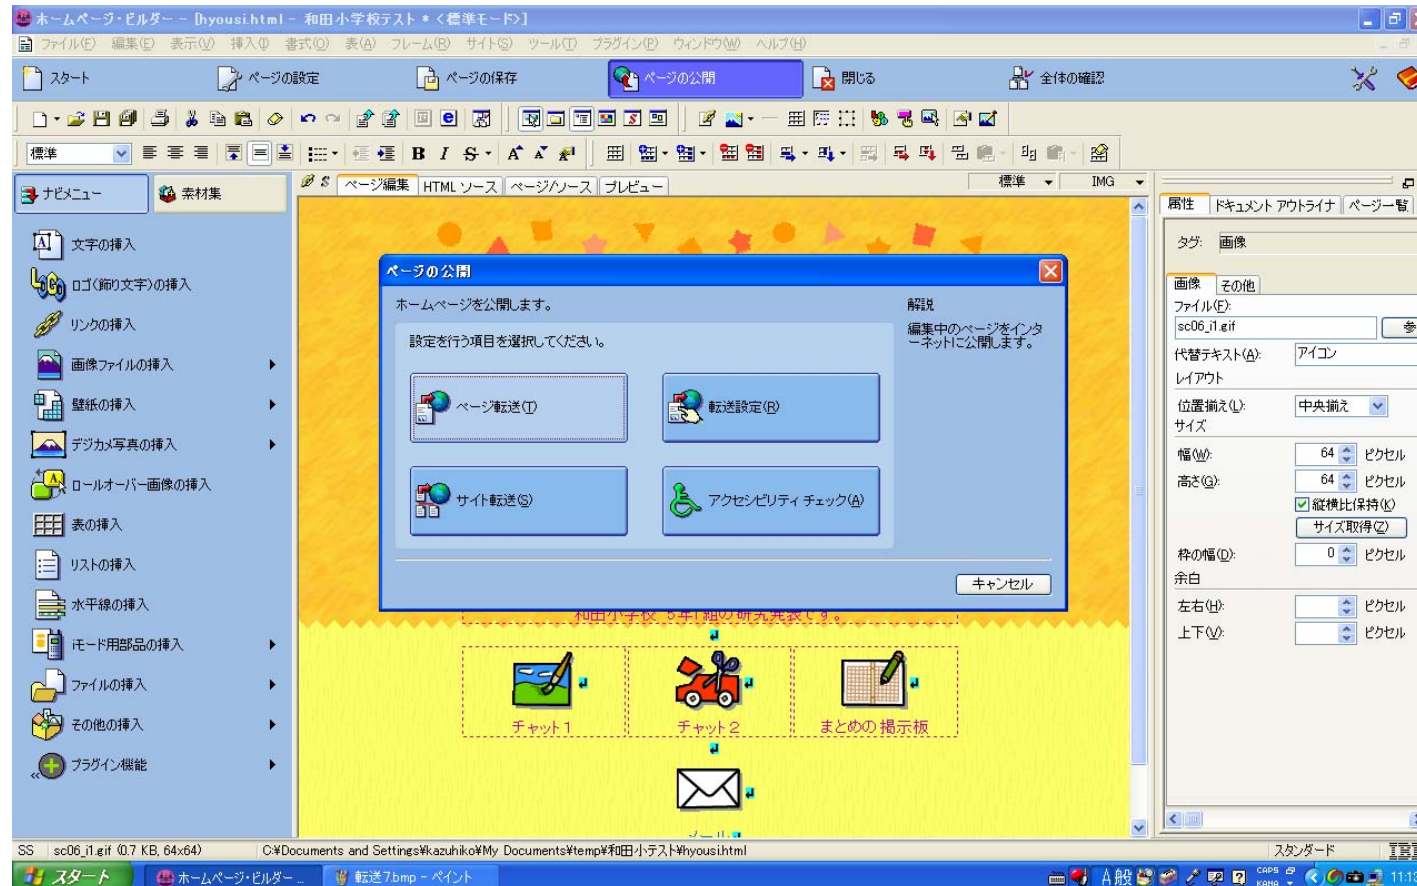 ホームページ・ビルダー - [hyousi.html - 和田小学校テスト * <標準モード>]
ファイル(F) 編集(E) 表示(V) 挿入(I) 書式(O) 表(A) フレーム(R) サイト(S) ツール(T) プラグイン(P) ウィンドウ(W) ヘルプ(H)
スタート ページの設定 ページの保存 ページの公開 閉じる 全体の確認
標準
ナビメニュー 素材集
ページ編集 HTML ソース ページ/ソース プレビュー 標準 IMG
属性 ドキュメント アウトライナ ページ一覧
文字の挿入
ロゴ(飾り文字)の挿入
リンクの挿入
画像ファイルの挿入
壁紙の挿入
デジカメ写真の挿入
ロールオーバー画像の挿入
表の挿入
リストの挿入
水平線の挿入
iモード用部品の挿入
ファイルの挿入
その他の挿入
プラグイン機能
ページの公開
ホームページを公開します。
設定を行う項目を選択してください。
ページ転送(T)
転送設定(R)
サイト転送(S)
アクセシビリティ チェック(A)
解説
編集中のページをインタ
ーネットに公開します。
キャンセル
和田小学校 5年1組の研究発表です。
チャット1
チャット2
まとめの掲示板
メール
タグ: 画像
画像 その他
ファイル(F):
sc06_i1.gif
参
代替テキスト(A): アイコン
レイアウト
位置揃え(L): 中央揃え
サイズ
幅(W): 64 ピクセル
高さ(G): 64 ピクセル
縦横比保持(K)
サイズ取得(Z)
枠の幅(D): 0 ピクセル
余白
左右(H): ピクセル
上下(V): ピクセル
SS sc06_i1.gif (0.7 KB, 64x64) C:¥Documents and Settings¥kazuhiko¥My Documents¥temp¥和田小テスト¥hyousi.html スタンダード
スタート ホームページ・ビルダー ... 転送7.bmp - ペイント A般 CAPS KANA